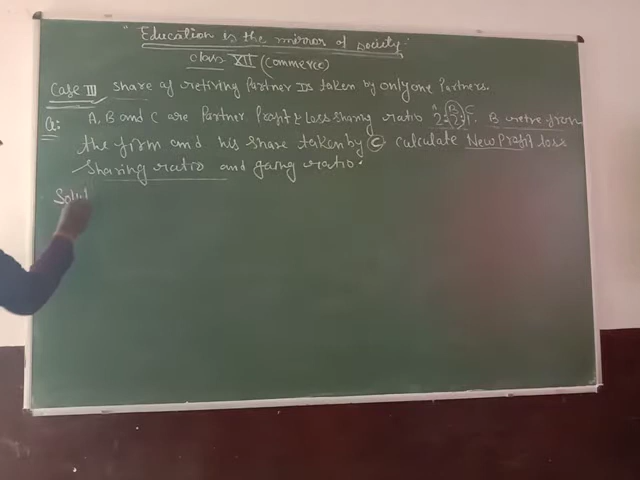 "Education is the mirror of society."
class XII (Commerce)
Case III share of retiring Partner Is taken by only one Partners.
Q: A, B and C are Partner Profit & Loss sharing ratio 2:2:1. B retire from
the firm and his share taken by C calculate New Profit loss
Sharing ratio and gaing ratio.
Solut